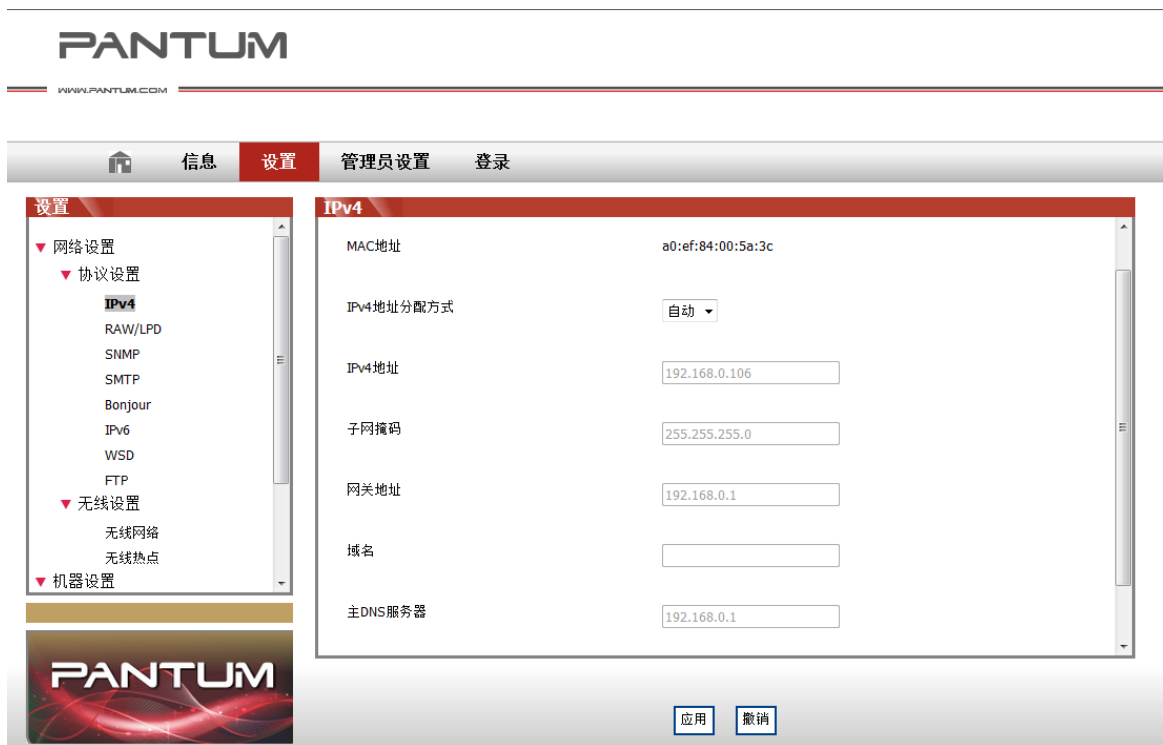 PANTUM
WWW.PANTUM.COM
信息 设置 管理员设置 登录
设置
网络设置
协议设置
IPv4
RAW/LPD
SNMP
SMTP
Bonjour
IPv6
WSD
FTP
无线设置
无线网络
无线热点
机器设置
PANTUM
IPv4
MAC地址 a0:ef:84:00:5a:3c
IPv4地址分配方式 自动
IPv4地址 192.168.0.106
子网掩码 255.255.255.0
网关地址 192.168.0.1
域名
主DNS服务器 192.168.0.1
应用 撤销